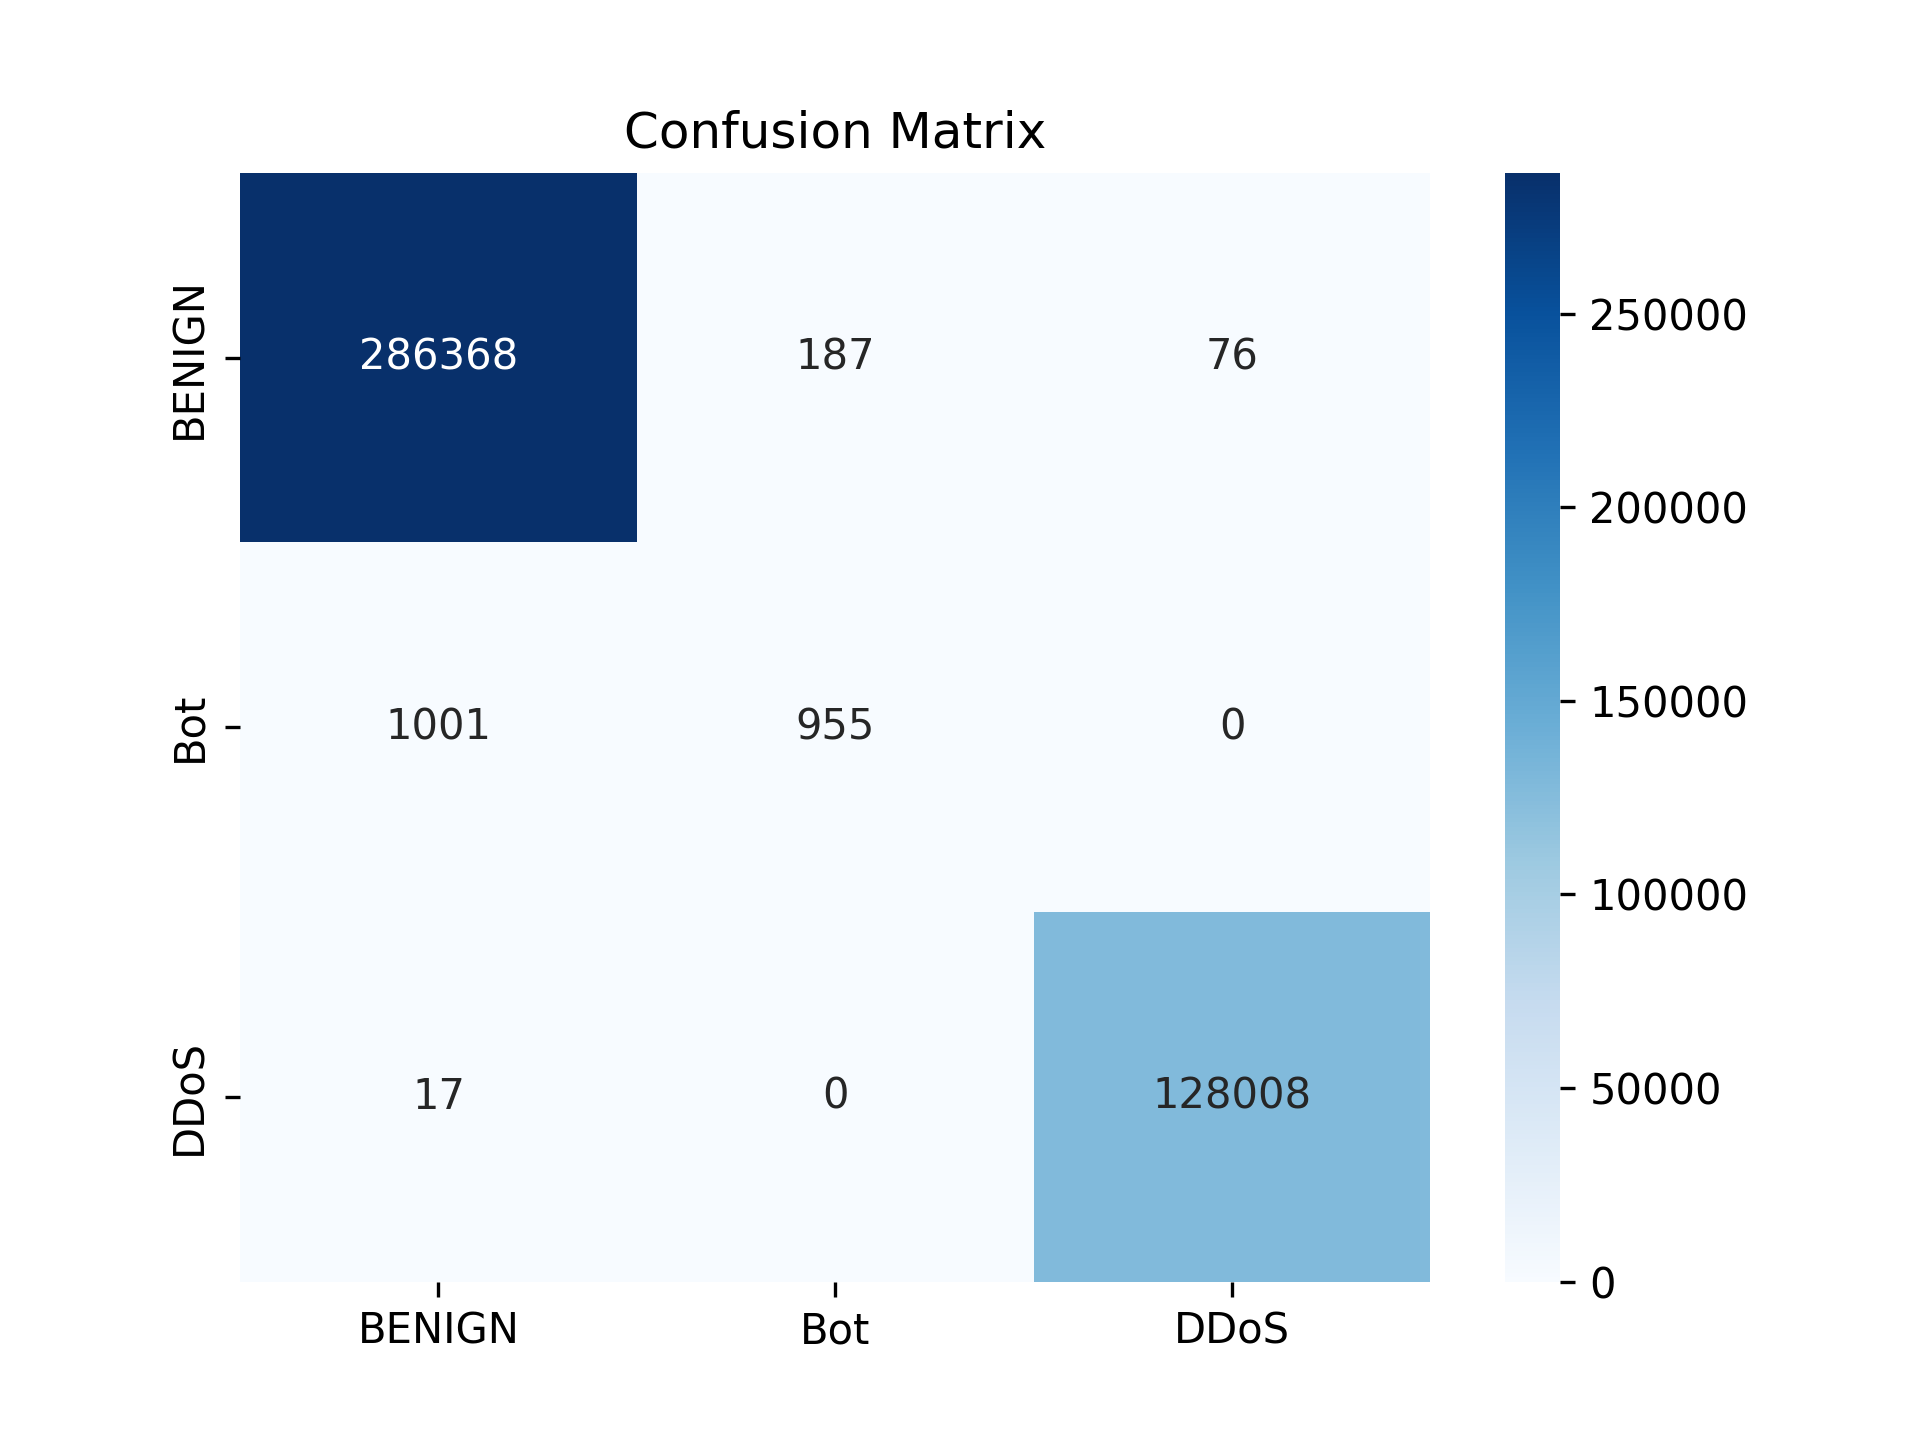 Confusion Matrix
BENIGN
286368 187 76
Bot
1001 955 0
DDoS
17 0 128008
BENIGN Bot DDoS
250000
200000
150000
100000
50000
0